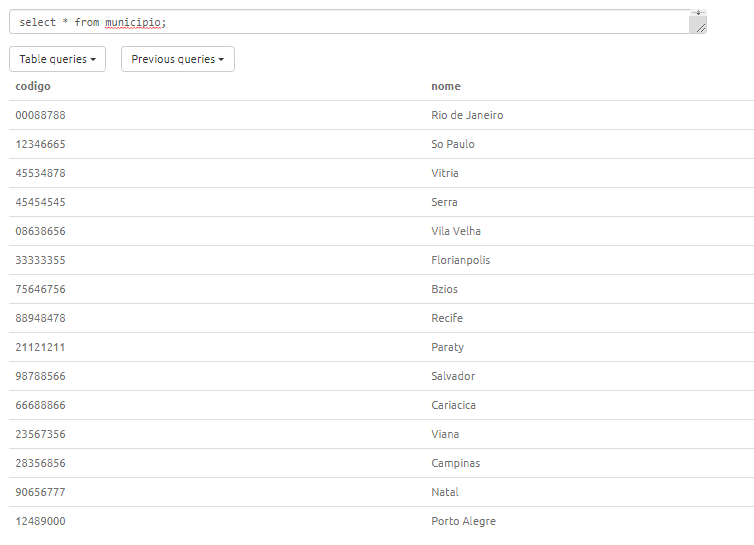 select * from municipio;
Table queries Previous queries
codigo nome
00088788 Rio de Janeiro
12346665 So Paulo
45534878 Vitria
45454545 Serra
08638656 Vila Velha
33333355 Florianpolis
75646756 Bzios
88948478 Recife
21121211 Paraty
98788566 Salvador
66688866 Cariacica
23567356 Viana
28356856 Campinas
90656777 Natal
12489000 Porto Alegre